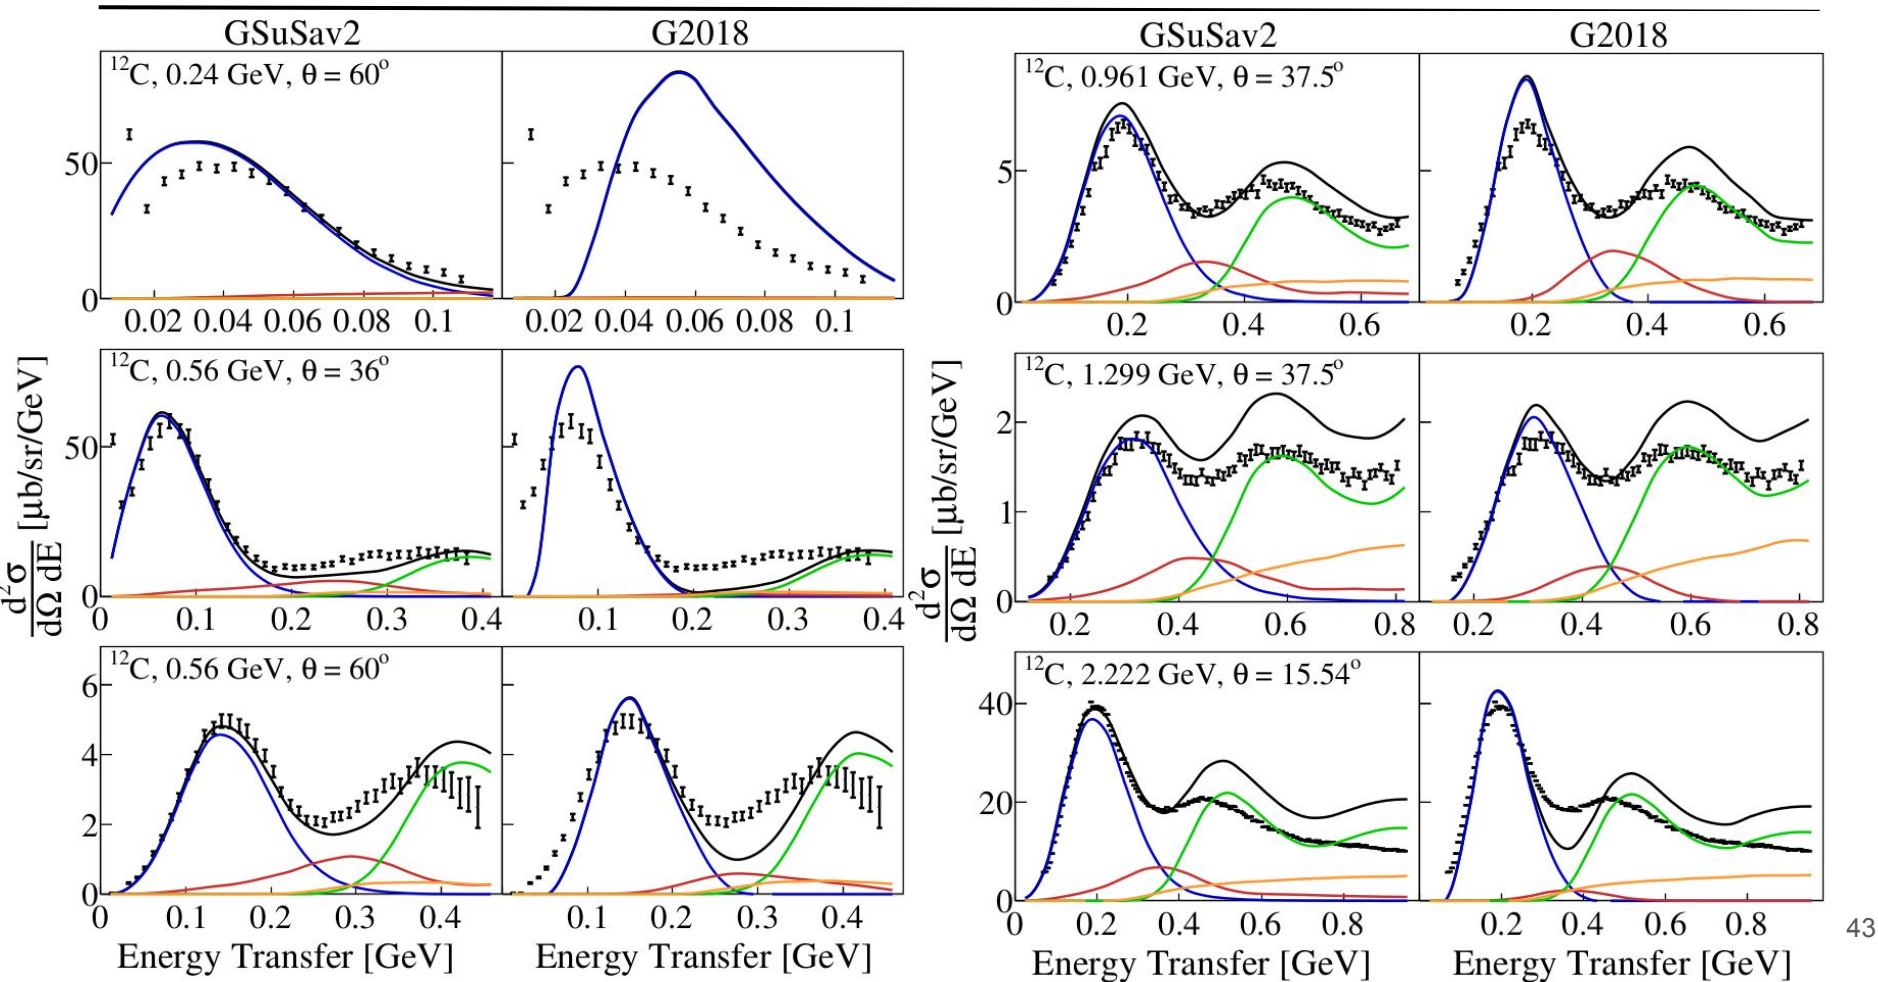 GSuSav2 G2018 GSuSav2 G2018
¹²C, 0.24 GeV, θ = 60° ¹²C, 0.961 GeV, θ = 37.5°
50 5
0 0
0.02 0.04 0.06 0.08 0.1 0.02 0.04 0.06 0.08 0.1 0.2 0.4 0.6 0.2 0.4 0.6
¹²C, 0.56 GeV, θ = 36° ¹²C, 1.299 GeV, θ = 37.5°
d²σ/dΩ dE [μb/sr/GeV] d²σ/dΩ dE [μb/sr/GeV]
50 2
1
0 0
0.1 0.2 0.3 0.4 0.1 0.2 0.3 0.4 0.2 0.4 0.6 0.8 0.2 0.4 0.6 0.8
¹²C, 0.56 GeV, θ = 60° ¹²C, 2.222 GeV, θ = 15.54°
6 40
4
2 20
0 0
0 0.1 0.2 0.3 0.4 0.1 0.2 0.3 0.4 0 0.2 0.4 0.6 0.8 0.2 0.4 0.6 0.8
43
Energy Transfer [GeV] Energy Transfer [GeV] Energy Transfer [GeV] Energy Transfer [GeV]